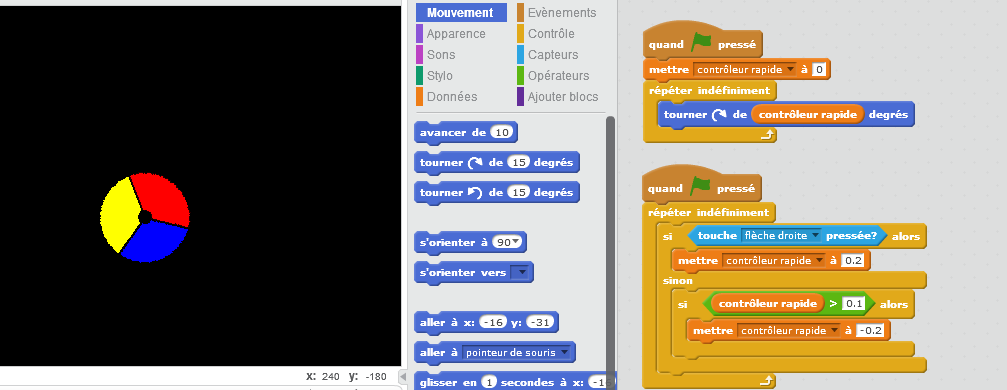 Mouvement
Apparence
Sons
Stylo
Données
Evènements
Contrôle
Capteurs
Opérateurs
Ajouter blocs
avancer de 10
tourner de 15 degrés
tourner de 15 degrés
s'orienter à 90
s'orienter vers
aller à x: -16 y: -31
aller à pointeur de souris
glisser en 1 secondes à x:
x: 240 y: -180
quand pressé
mettre contrôleur rapide à 0
répéter indéfiniment
tourner de contrôleur rapide degrés
quand pressé
répéter indéfiniment
si touche flèche droite pressée? alors
mettre contrôleur rapide à 0.2
sinon
si contrôleur rapide > 0.1 alors
mettre contrôleur rapide à -0.2